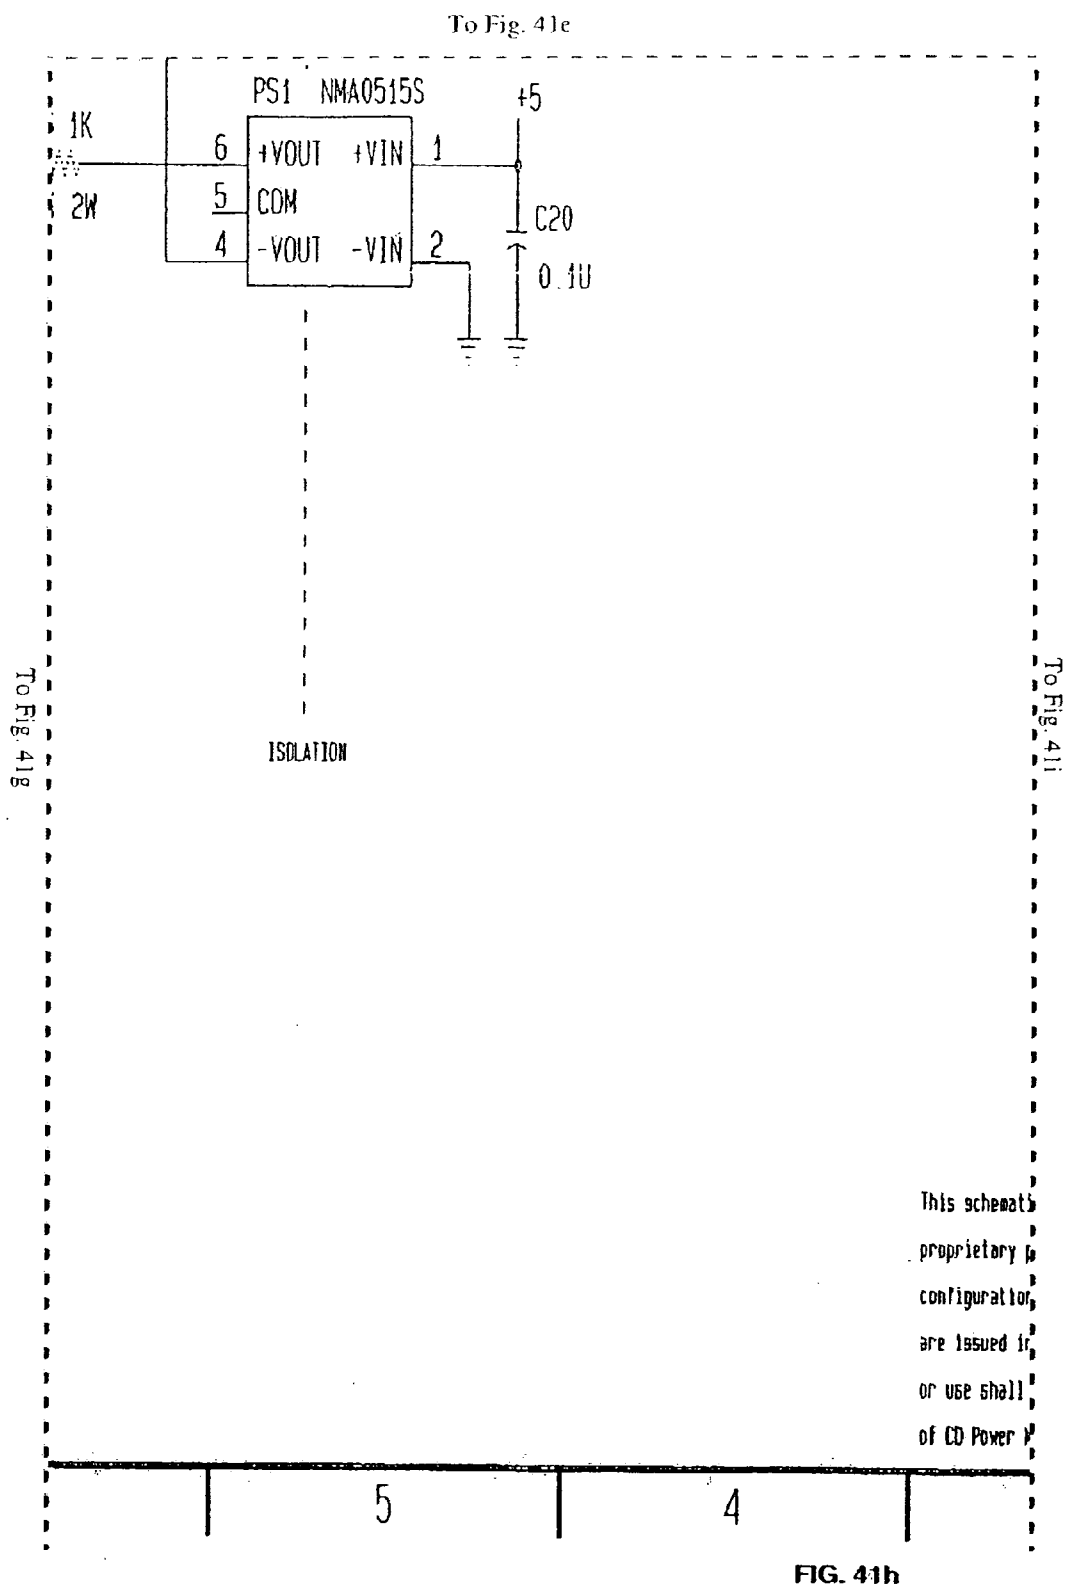 To Fig. 41e
PS1 NMA0515S
+5
1K
6 +VOUT +VIN 1
2W
5 COM
C20
4 -VOUT -VIN 2
0.1U
To Fig. 41g
To Fig. 41i
ISOLATION
This schemati
proprietary p
configuration
are issued in
or use shall
of CD Power
5 4
FIG. 41h